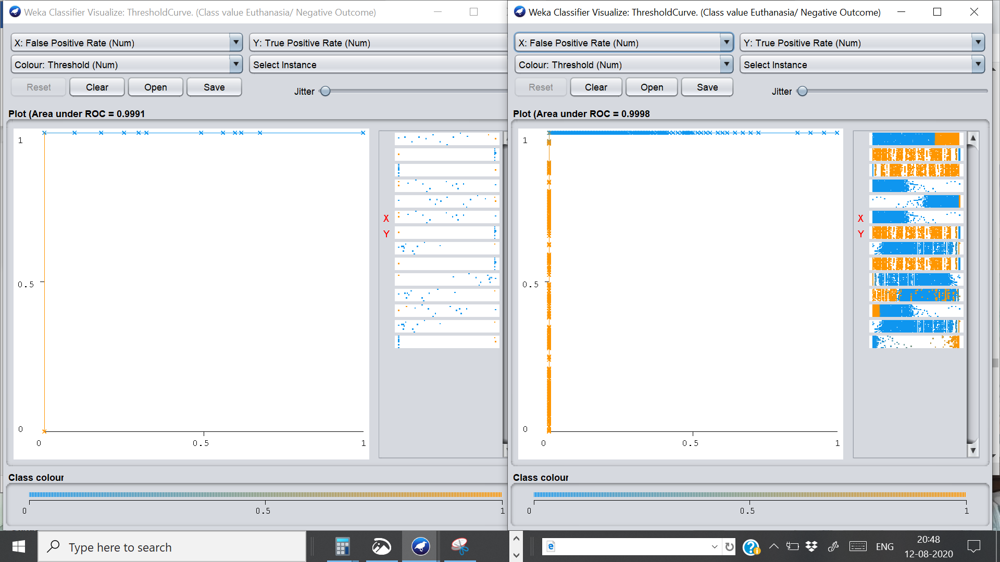 Weka Classifier Visualize: ThresholdCurve. (Class value Euthanasia/ Negative Outcome)
X: False Positive Rate (Num)
Y: True Positive Rate (Num)
Colour: Threshold (Num)
Select Instance
Reset
Clear
Open
Save
Jitter
Plot (Area under ROC = 0.9991
1
0.5
0
0
0.5
1
X
Y
Class colour
0
0.5
1
Weka Classifier Visualize: ThresholdCurve. (Class value Euthanasia/ Negative Outcome)
X: False Positive Rate (Num)
Y: True Positive Rate (Num)
Colour: Threshold (Num)
Select Instance
Reset
Clear
Open
Save
Jitter
Plot (Area under ROC = 0.9998
1
0.5
0
0
0.5
1
X
Y
Class colour
0
0.5
1
Type here to search
ENG
20:48
12-08-2020